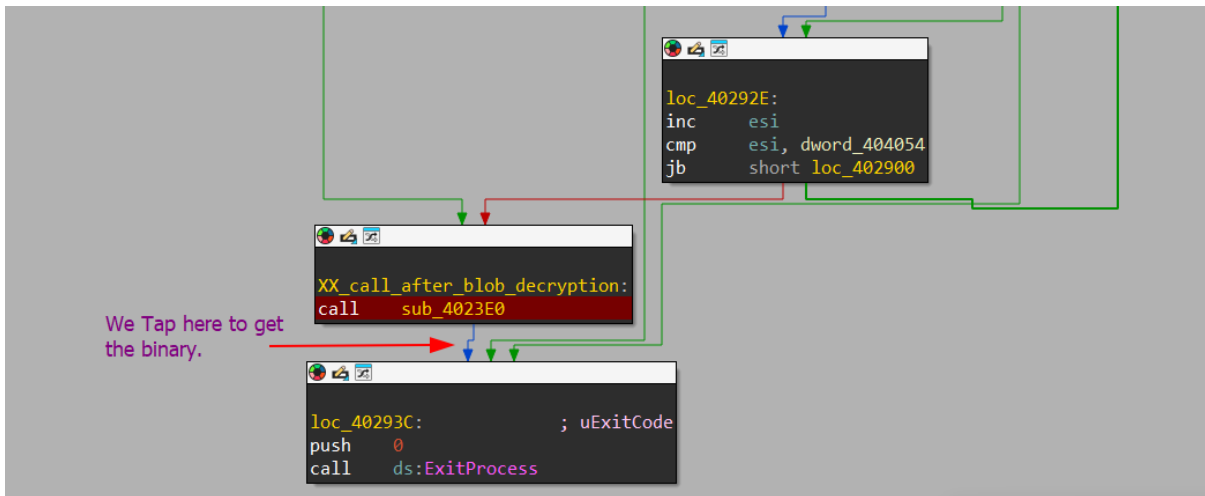 loc_40292E:
inc esi
cmp esi, dword_404054
jb short loc_402900
XX_call_after_blob_decryption:
call sub_4023E0
We Tap here to get
the binary.
loc_40293C: ; uExitCode
push 0
call ds:ExitProcess